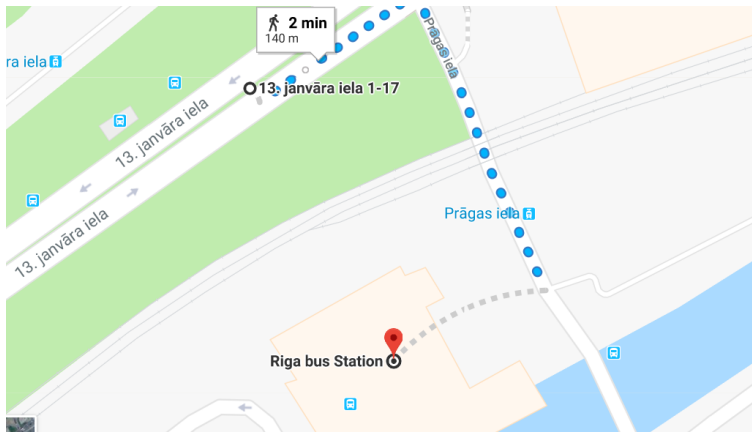 2 min
140 m
Prāgas iela
ra iela
13. janvāra iela 1-17
13. janvāra iela
13. janvāra iela
Prāgas iela
Riga bus Station